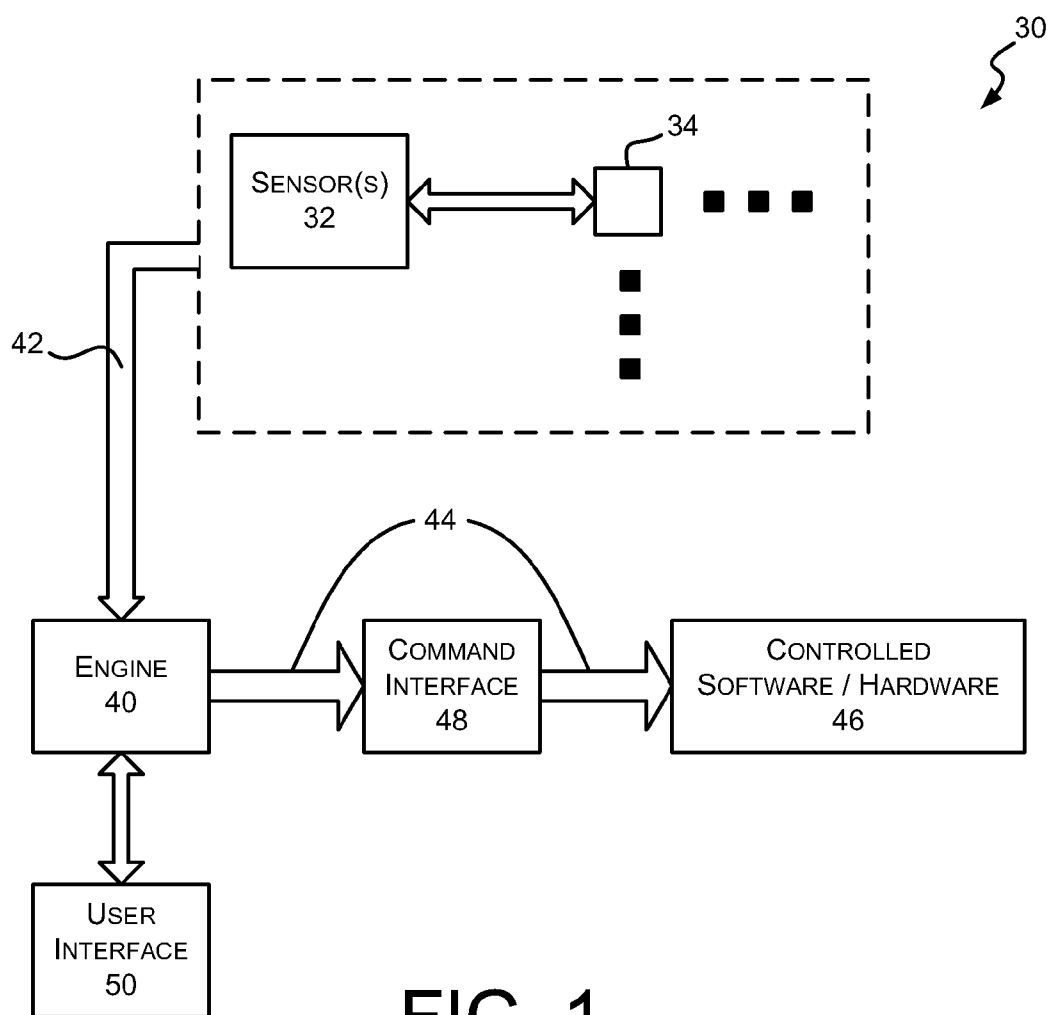 30
34
SENSOR(S)
32
42
44
ENGINE
40
COMMAND
INTERFACE
48
CONTROLLED
SOFTWARE / HARDWARE
46
USER
INTERFACE
50
FIG. 1